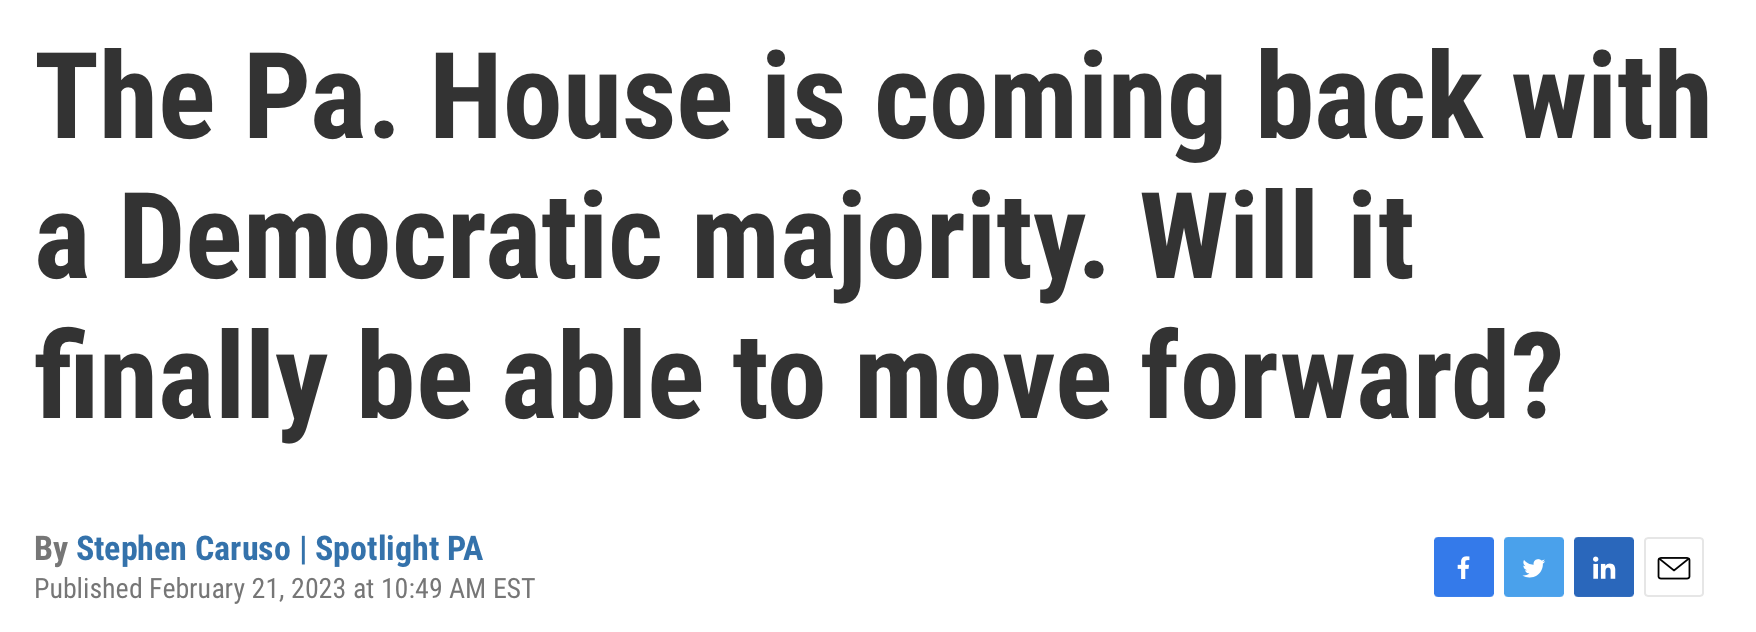 The Pa. House is coming back with
a Democratic majority. Will it
finally be able to move forward?
By Stephen Caruso | Spotlight PA
Published February 21, 2023 at 10:49 AM EST
f
in